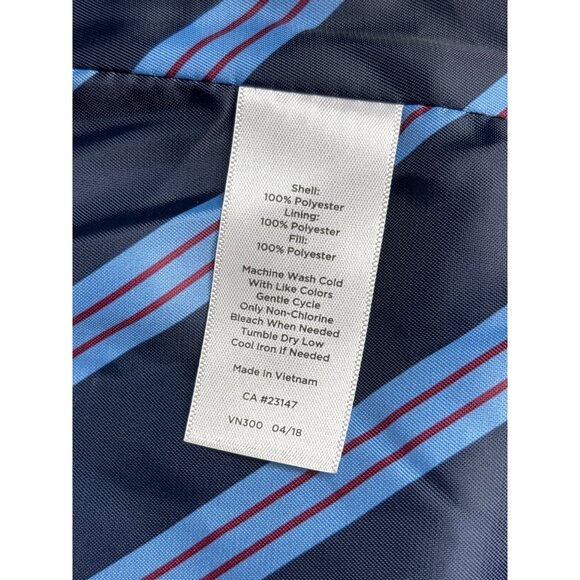 Shell:
100% Polyester
Lining:
100% Polyester
Fill:
100% Polyester
Machine Wash Cold
With Like Colors
Gentle Cycle
Only Non-Chlorine
Bleach When Needed
Tumble Dry Low
Cool Iron If Needed
Made In Vietnam
CA #23147
VN300 04/18